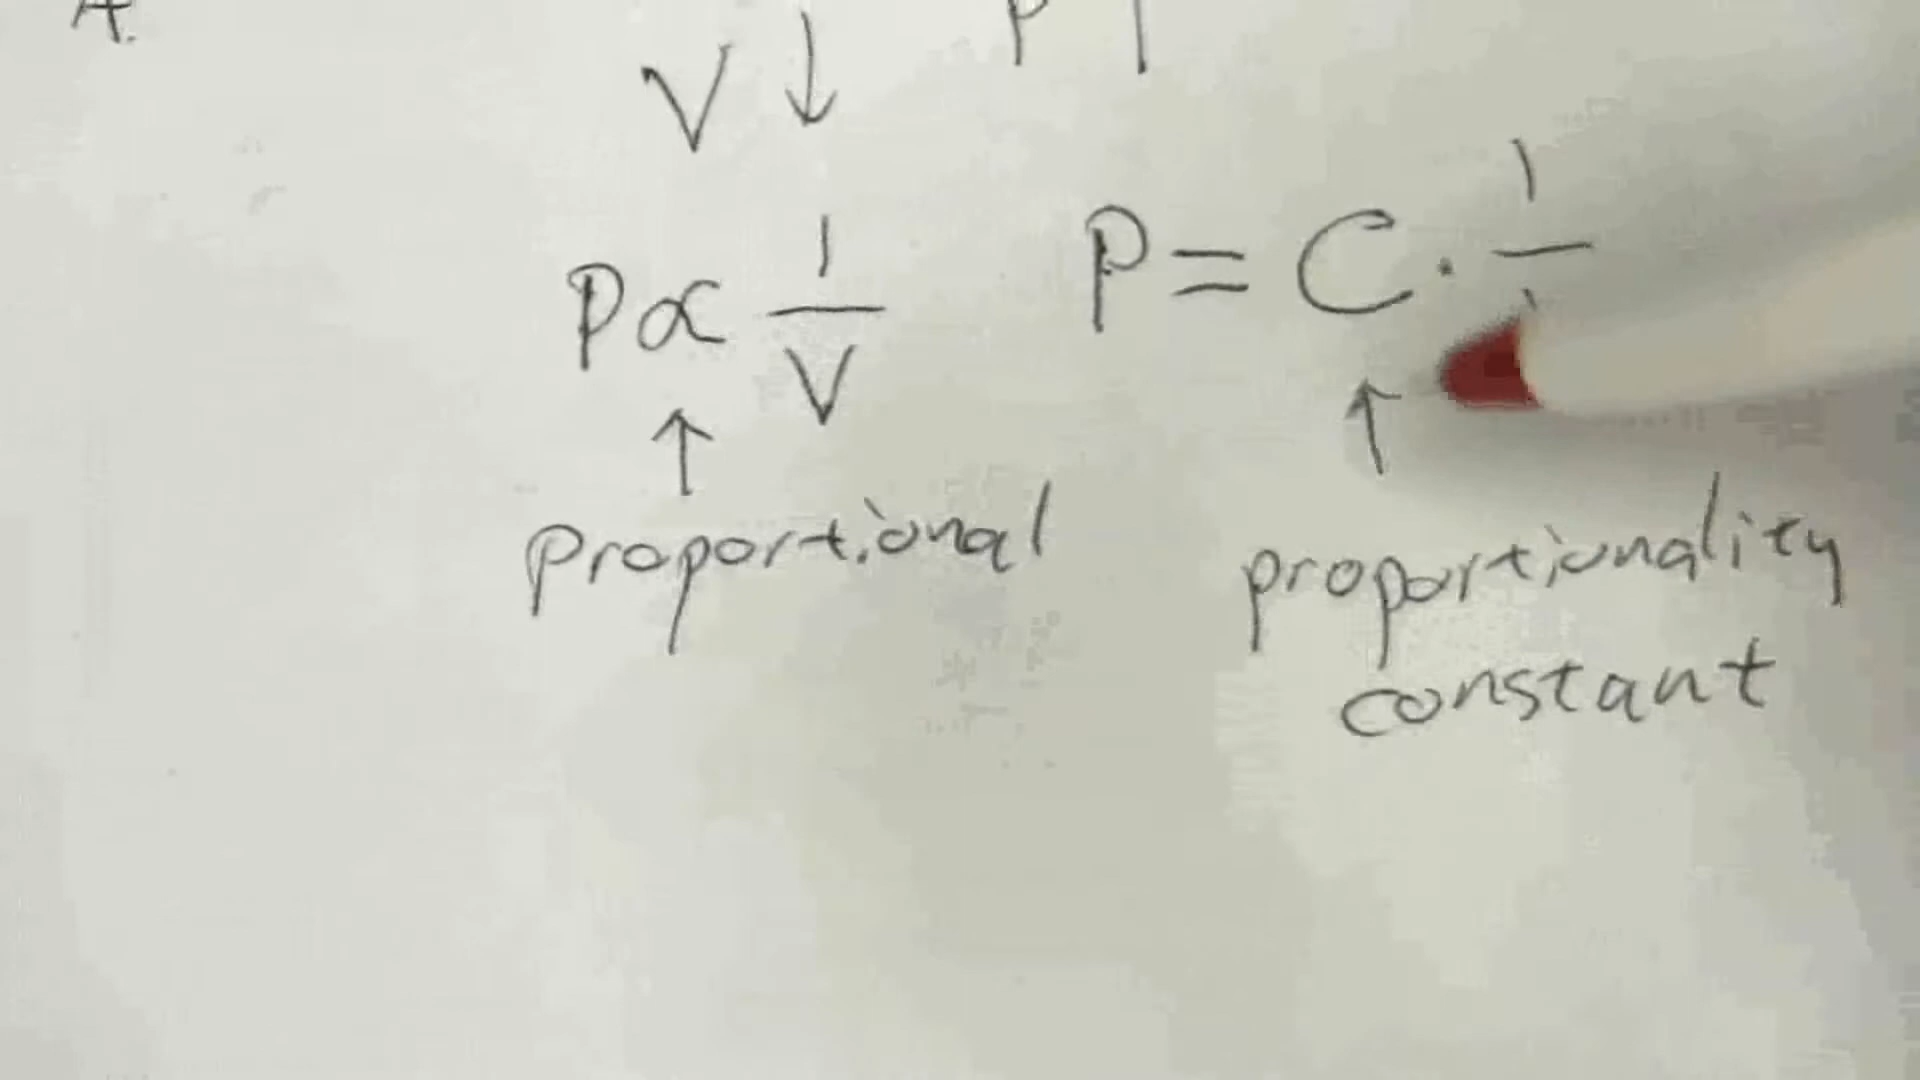 A.
V ↓ P
P ∝ 1/V
P = C · 1/
↑ ↑
proportional
proportionality
constant